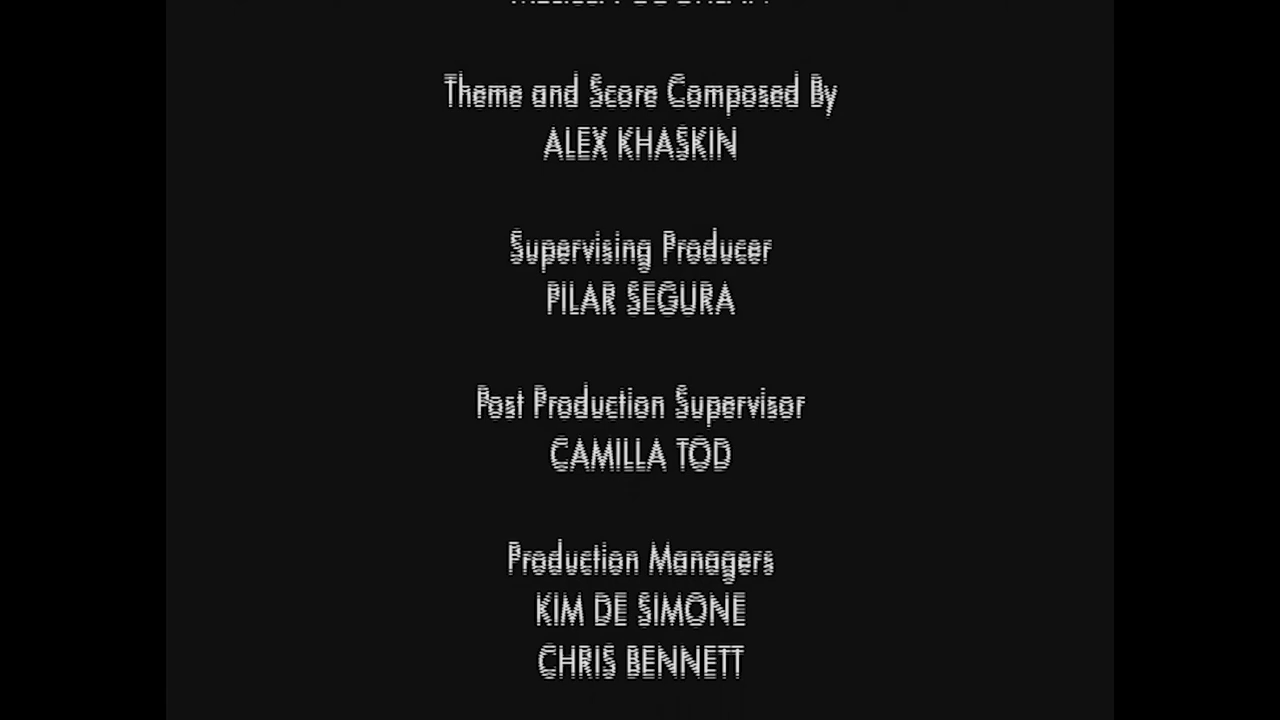 Theme and Score Composed By
ALEX KHASKIN
Supervising Producer
PILAR SEGURA
Post Production Supervisor
CAMILLA TOD
Production Managers
KIM DE SIMONE
CHRIS BENNETT